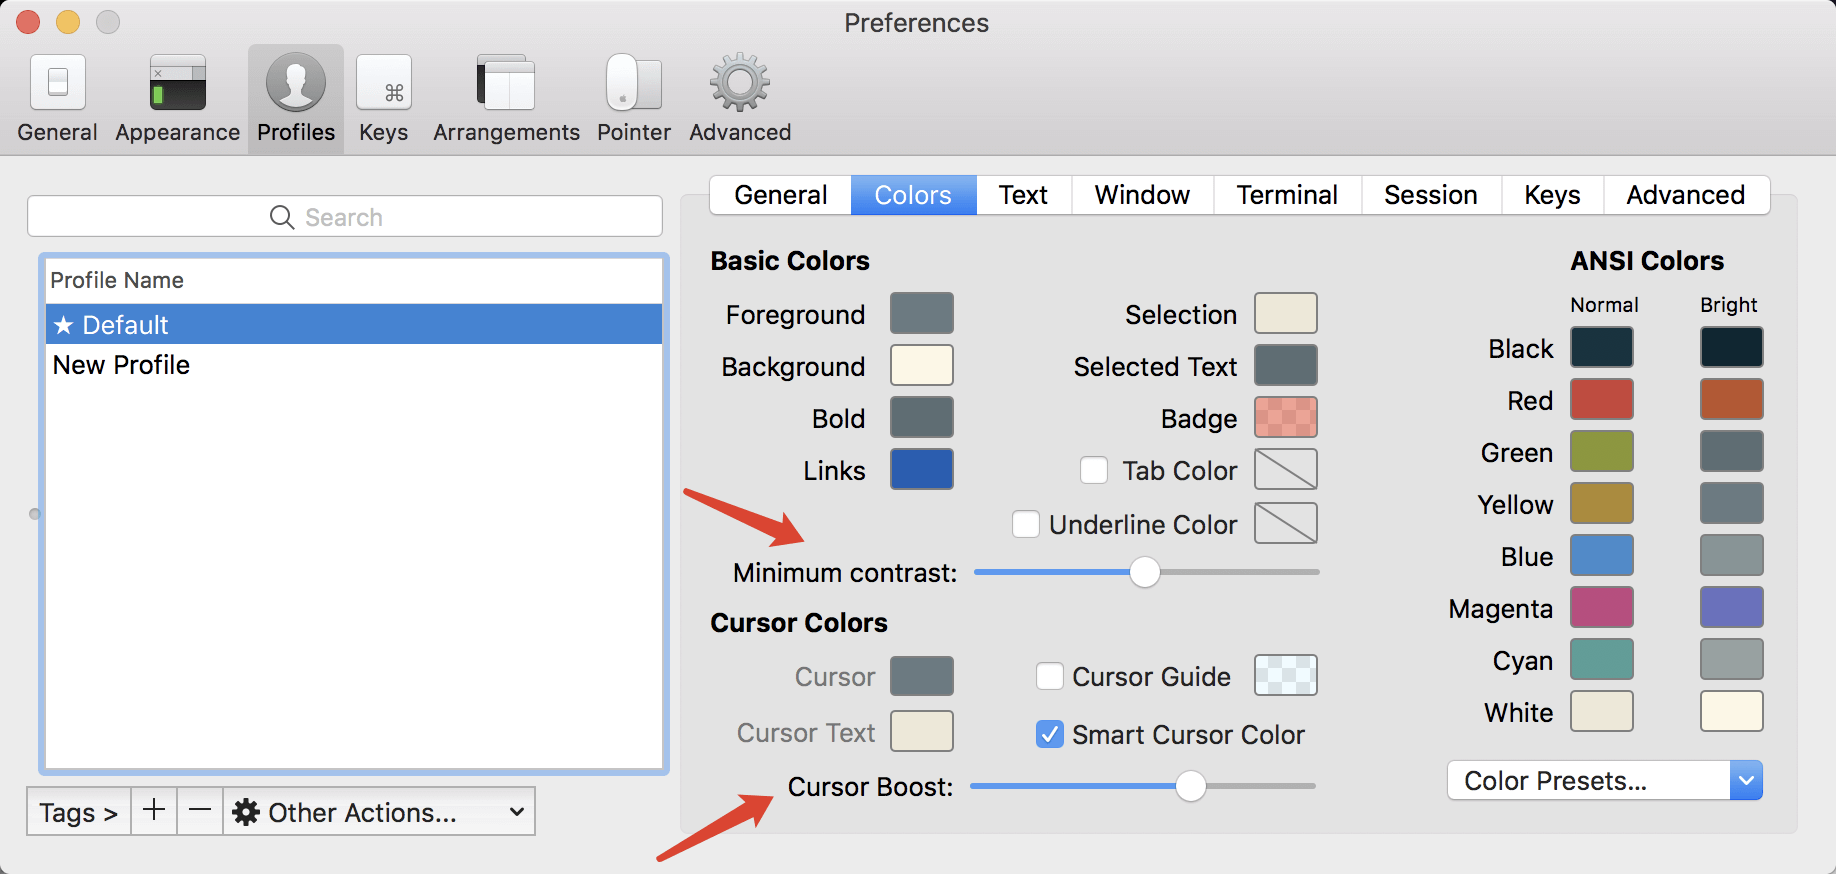 Preferences
General
Appearance
Profiles
Keys
Arrangements
Pointer
Advanced
Search
Profile Name
★ Default
New Profile
Tags >
+
−
Other Actions...
General
Colors
Text
Window
Terminal
Session
Keys
Advanced
Basic Colors
Foreground
Background
Bold
Links
Selection
Selected Text
Badge
Tab Color
Underline Color
Minimum contrast:
Cursor Colors
Cursor
Cursor Text
Cursor Guide
Smart Cursor Color
Cursor Boost:
ANSI Colors
Normal Bright
Black
Red
Green
Yellow
Blue
Magenta
Cyan
White
Color Presets...